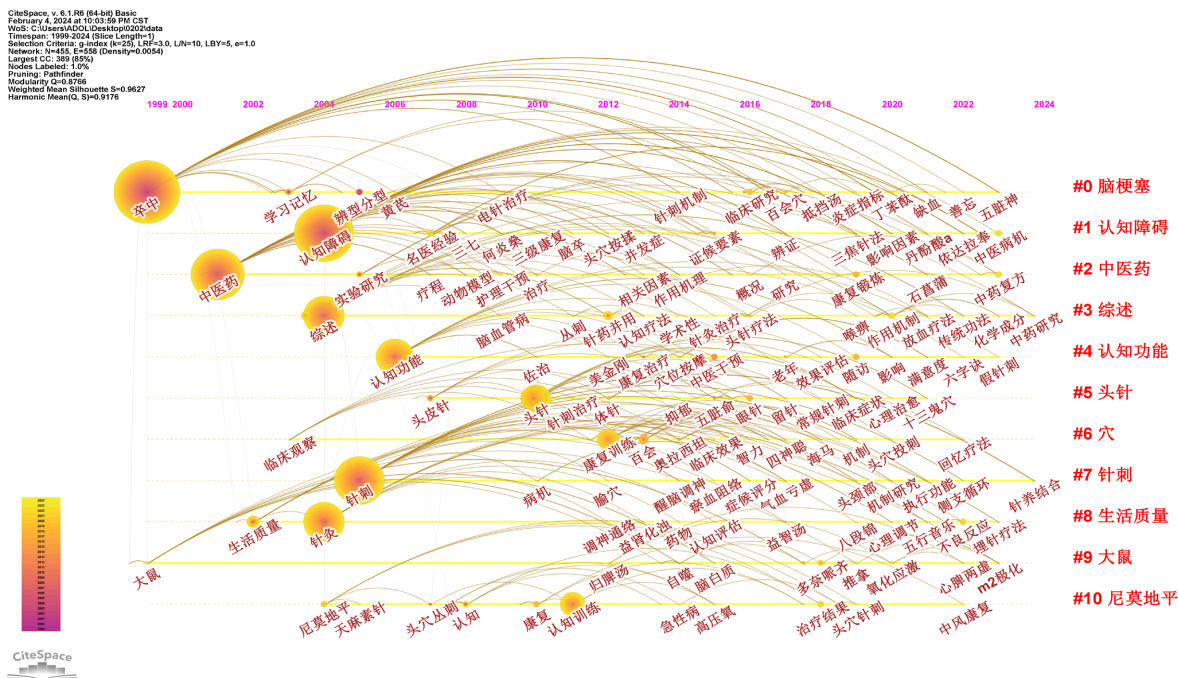 CiteSpace, v. 6.1.R6 (64-bit) Basic
February 4, 2024 at 10:03:59 PM CST
WoS: C:\Users\ADOL\Desktop\0202\data
Timespan: 1999-2024 (Slice Length=1)
Selection Criteria: g-index (k=25), LRF=3.0, L/N=10, LBY=5, e=1.0
Network: N=455, E=558 (Density=0.0054)
Largest CC: 389 (85%)
Nodes Labeled: 1.0%
Pruning: Pathfinder
Modularity Q=0.8766
Weighted Mean Silhouette S=0.9627
Harmonic Mean(Q, S)=0.9176
1999 2000 2002 2004 2006 2008 2010 2012 2014 2016 2018 2020 2022 2024
#0 脑梗塞
卒中 学习记忆 辨型分型 黄芪 电针治疗 针刺机制 临床研究 百会穴 抵挡汤 炎症指标 丁苯酞 缺血 善忘 五脏神
#1 认知障碍
认知障碍 名医经验 三七 何炎燊 三级康复 脑卒 头穴按揉 并发症 证候要素 辨证 三焦针法 影响因素 丹酚酸a 依达拉奉 中医病机
#2 中医药
中医药 实验研究 疗程 动物模型 护理干预 治疗 相关因素 作用机理 概况 研究 康复锻炼 石菖蒲 中药复方
#3 综述
综述 脑血管病 丛刺 针药并用 认知疗法 学术性 针灸治疗 头针疗法 喉瘖 作用机制 放血疗法 传统功法 化学成分 中药研究
#4 认知功能
认知功能 佐治 美金刚 康复治疗 穴位按摩 中医干预 老年 效果评估 随访 影响 满意度 六字诀 假针刺
#5 头针
头皮针 头针 针刺治疗 体针 抑郁 五脏俞 眼针 留针 常规针刺 临床症状 心理治愈 十三鬼穴
#6 穴
临床观察 康复训练 百会 奥拉西坦 临床效果 智力 四神聪 海马 机制 头穴投刺 回忆疗法
#7 针刺
针刺 病机 腧穴 醒脑调神 瘀血阻络 症候评分 气血亏虚 头颈部 机制研究 执行功能 侧支循环 针养结合
#8 生活质量
生活质量 针灸 调神通络 益肾化浊 药物 认知评估 益智汤 八段锦 心理调节 五行音乐 不良反应 埋针疗法
#9 大鼠
大鼠 归脾汤 自噬 脑白质 多奈哌齐 推拿 氧化应激 心脾两虚 m2极化
#10 尼莫地平
尼莫地平 天麻素针 头穴丛刺 认知 康复 认知训练 急性病 高压氧 治疗结果 头穴针刺 中风康复
CiteSpace